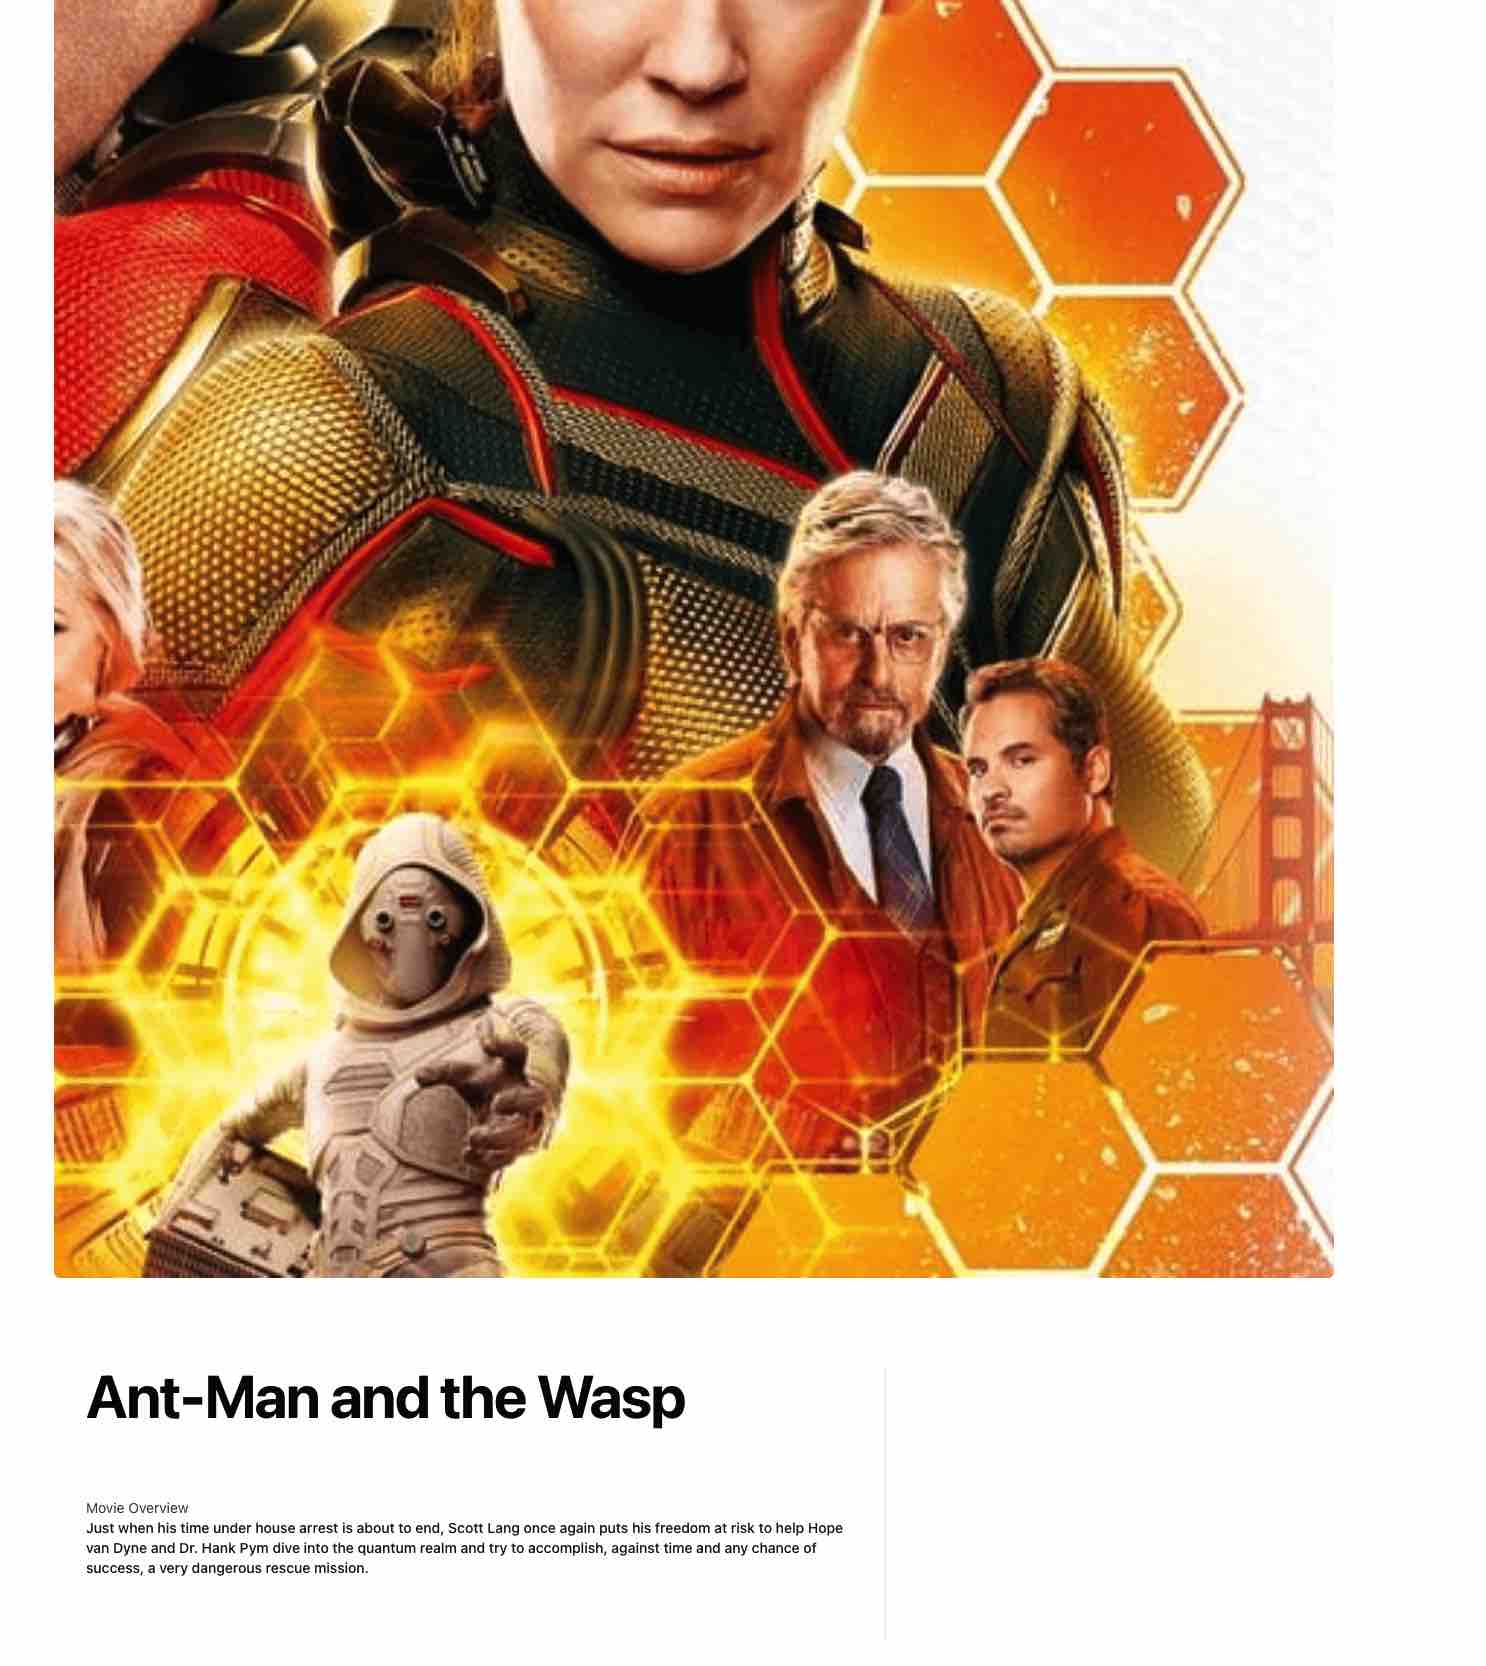 Ant-Man and the Wasp
Movie Overview
Just when his time under house arrest is about to end, Scott Lang once again puts his freedom at risk to help Hope
van Dyne and Dr. Hank Pym dive into the quantum realm and try to accomplish, against time and any chance of
success, a very dangerous rescue mission.